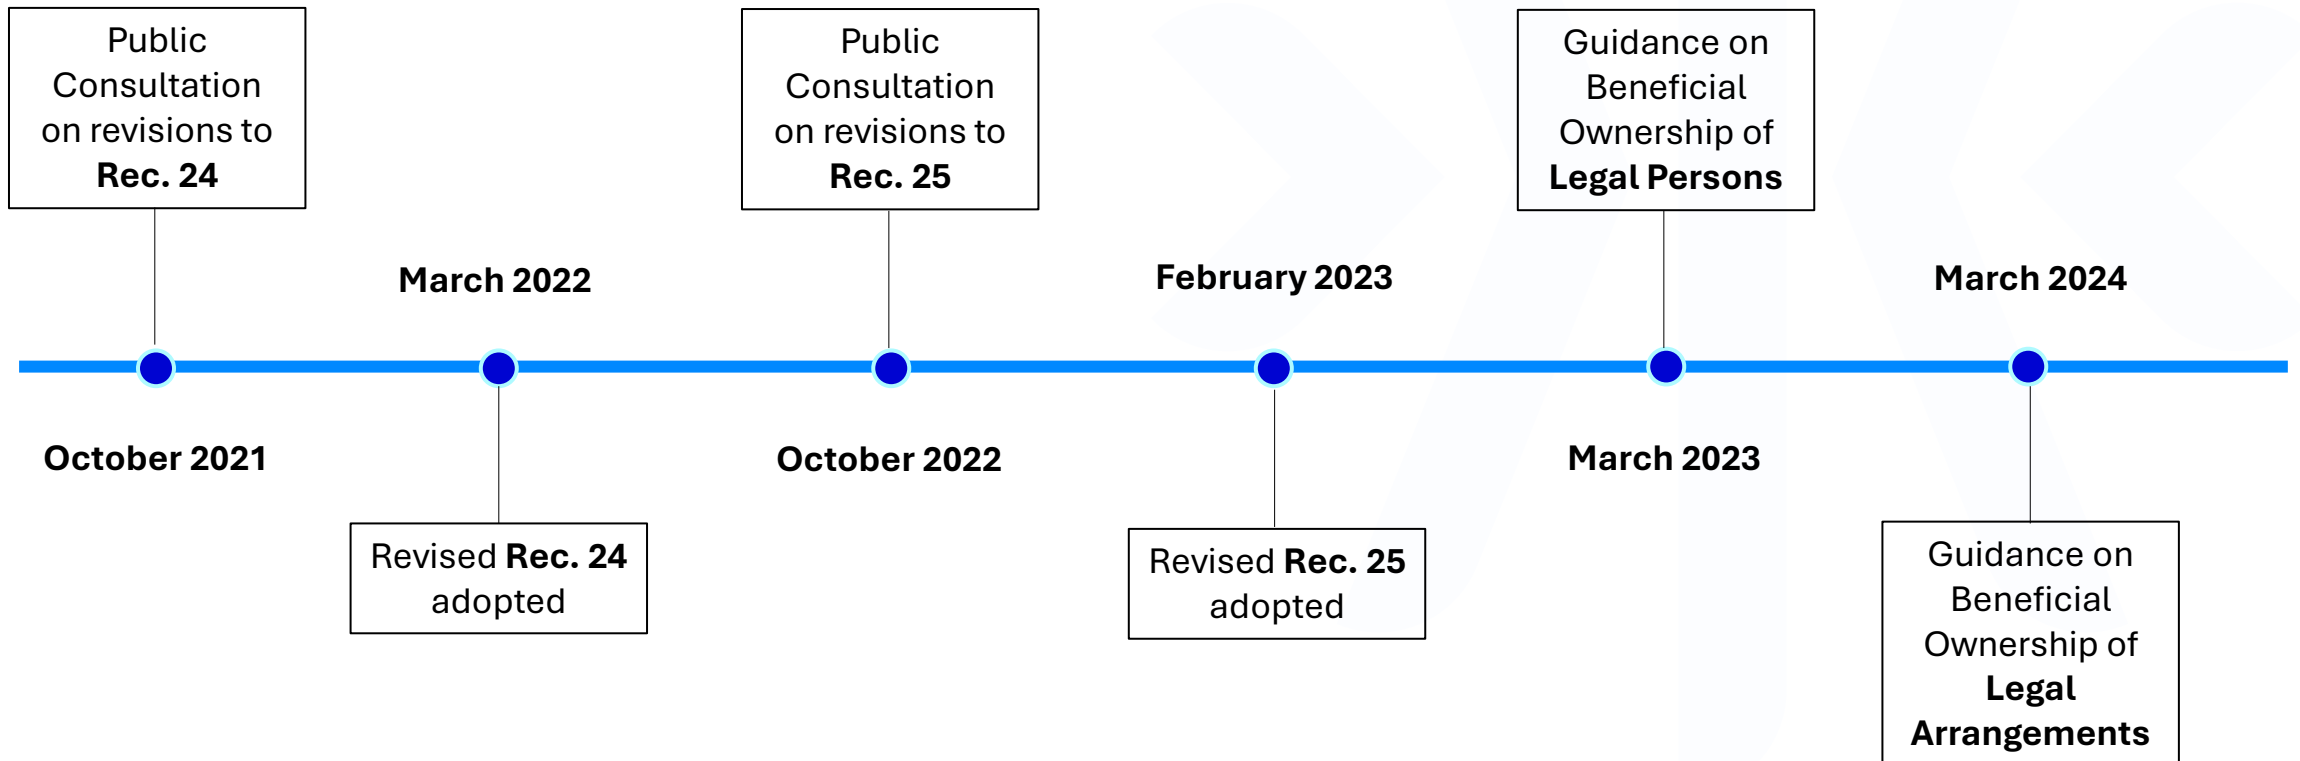 Public
Consultation
on revisions to
Rec. 24
October 2021
March 2022
Revised Rec. 24
adopted
Public
Consultation
on revisions to
Rec. 25
October 2022
February 2023
Revised Rec. 25
adopted
Guidance on
Beneficial
Ownership of
Legal Persons
March 2023
March 2024
Guidance on
Beneficial
Ownership of
Legal
Arrangements